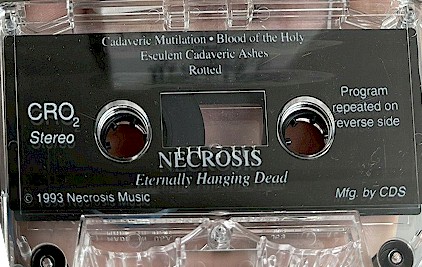 Cadaveric Mutilation • Blood of the Holy
Esculent Cadaveric Ashes
Rotted
CRO2
Stereo
Program
repeated on
reverse side
NECROSIS
Eternally Hanging Dead
© 1993 Necrosis Music
Mfg. by CDS